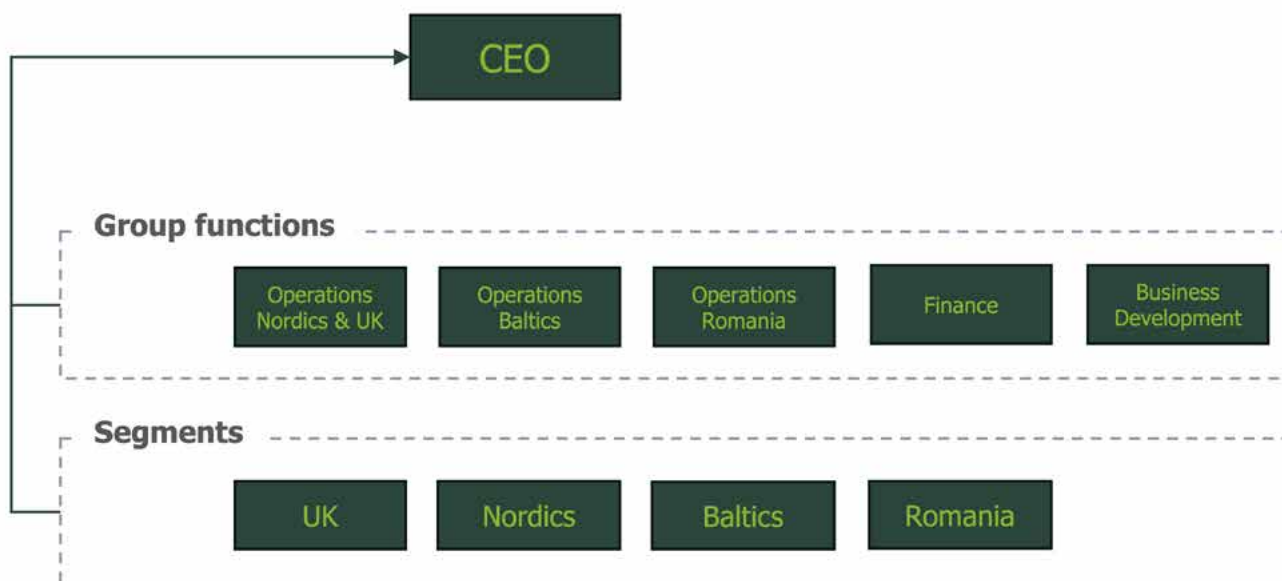 CEO
Group functions
Operations
Nordics & UK
Operations
Baltics
Operations
Romania
Finance
Business
Development
Segments
UK
Nordics
Baltics
Romania